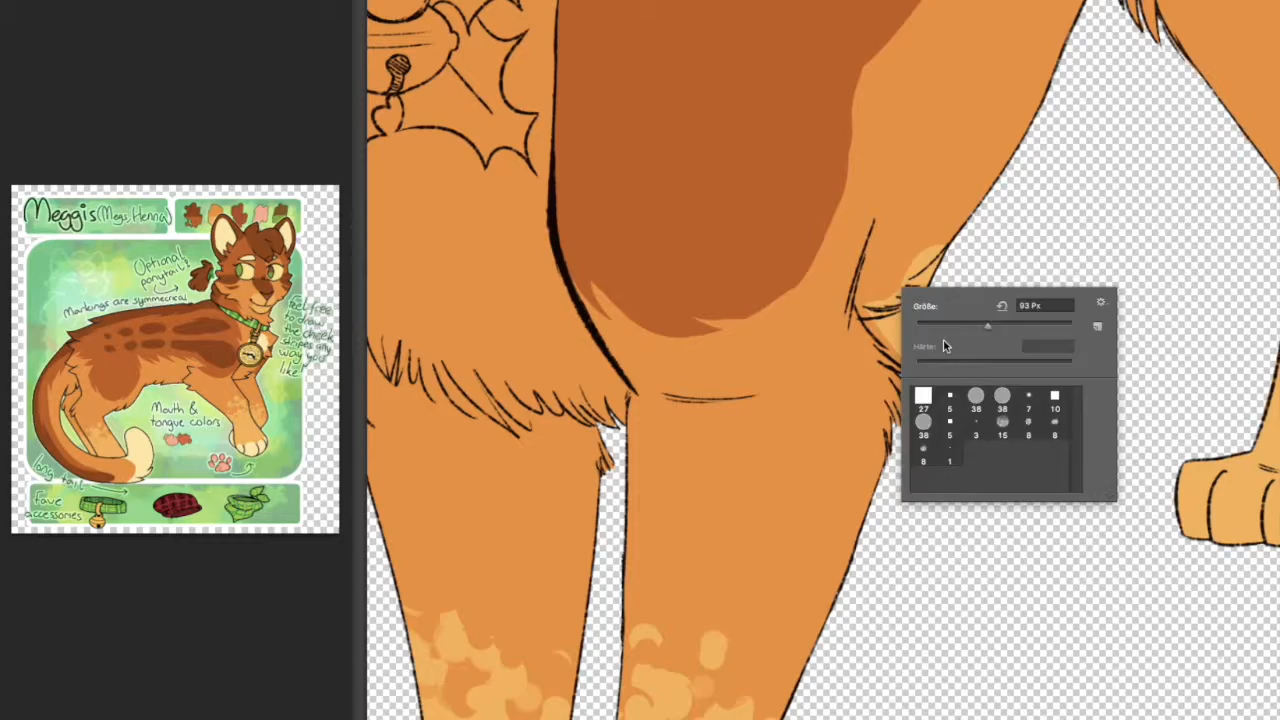 Meggis (Megs, Henna)
Optional
ponytail!
Markings are symmecreal
feel free
to draw
the cheek
stripes any
way you
like!
Mouth &
tongue colors
long tail
Fave
accessories
Größe:
93 Px
Härte:
27 5 38 38 7 10
38 5 3 15 8 8
8 1